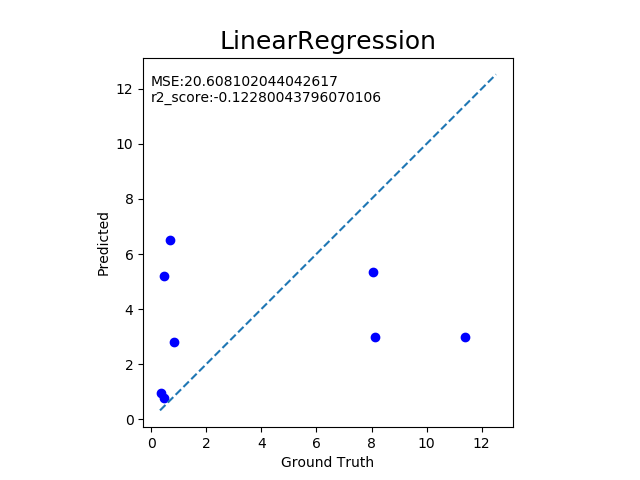 LinearRegression
MSE:20.608102044042617
r2_score:-0.12280043796070106
12
10
8
6
4
2
0
Predicted
0 2 4 6 8 10 12
Ground Truth